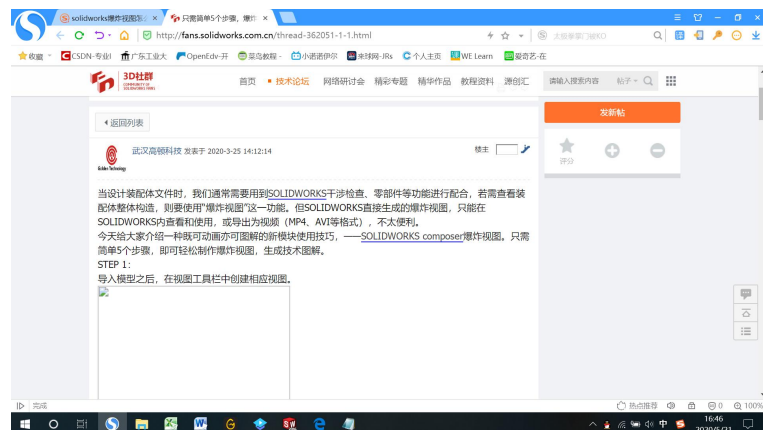 solidworks爆炸视图怎么
只需简单5个步骤，爆炸
http://fans.solidworks.com.cn/thread-362051-1-1.html
收藏
CSDN-专业I
广东工业大
OpenEdv-开
菜鸟教程 -
小诺诺伊尔
来球网-JRs
个人主页
WE Learn
爱奇艺-在
3D社群
COMMUNITY OF
SOLIDWORKS FANS
首页
技术论坛
网络研讨会
精彩专题
精华作品
教程资料
源创汇
请输入搜索内容
帖子
返回列表
发新帖
评分
武汉高顿科技 发表于 2020-3-25 14:12:14
楼主
当设计装配体文件时，我们通常需要用到SOLIDWORKS干涉检查、零部件等功能进行配合，若需查看装
配体整体构造，则要使用“爆炸视图”这一功能。但SOLIDWORKS直接生成的爆炸视图，只能在
SOLIDWORKS内查看和使用，或导出为视频（MP4、AVI等格式），不太便利。
今天给大家介绍一种既可动画亦可图解的新模块使用技巧，——SOLIDWORKS composer爆炸视图。只需
简单5个步骤，即可轻松制作爆炸视图，生成技术图解。
STEP 1：
导入模型之后，在视图工具栏中创建相应视图。
完成
热点推荐
0
100%
中
16:46
2020/5/31